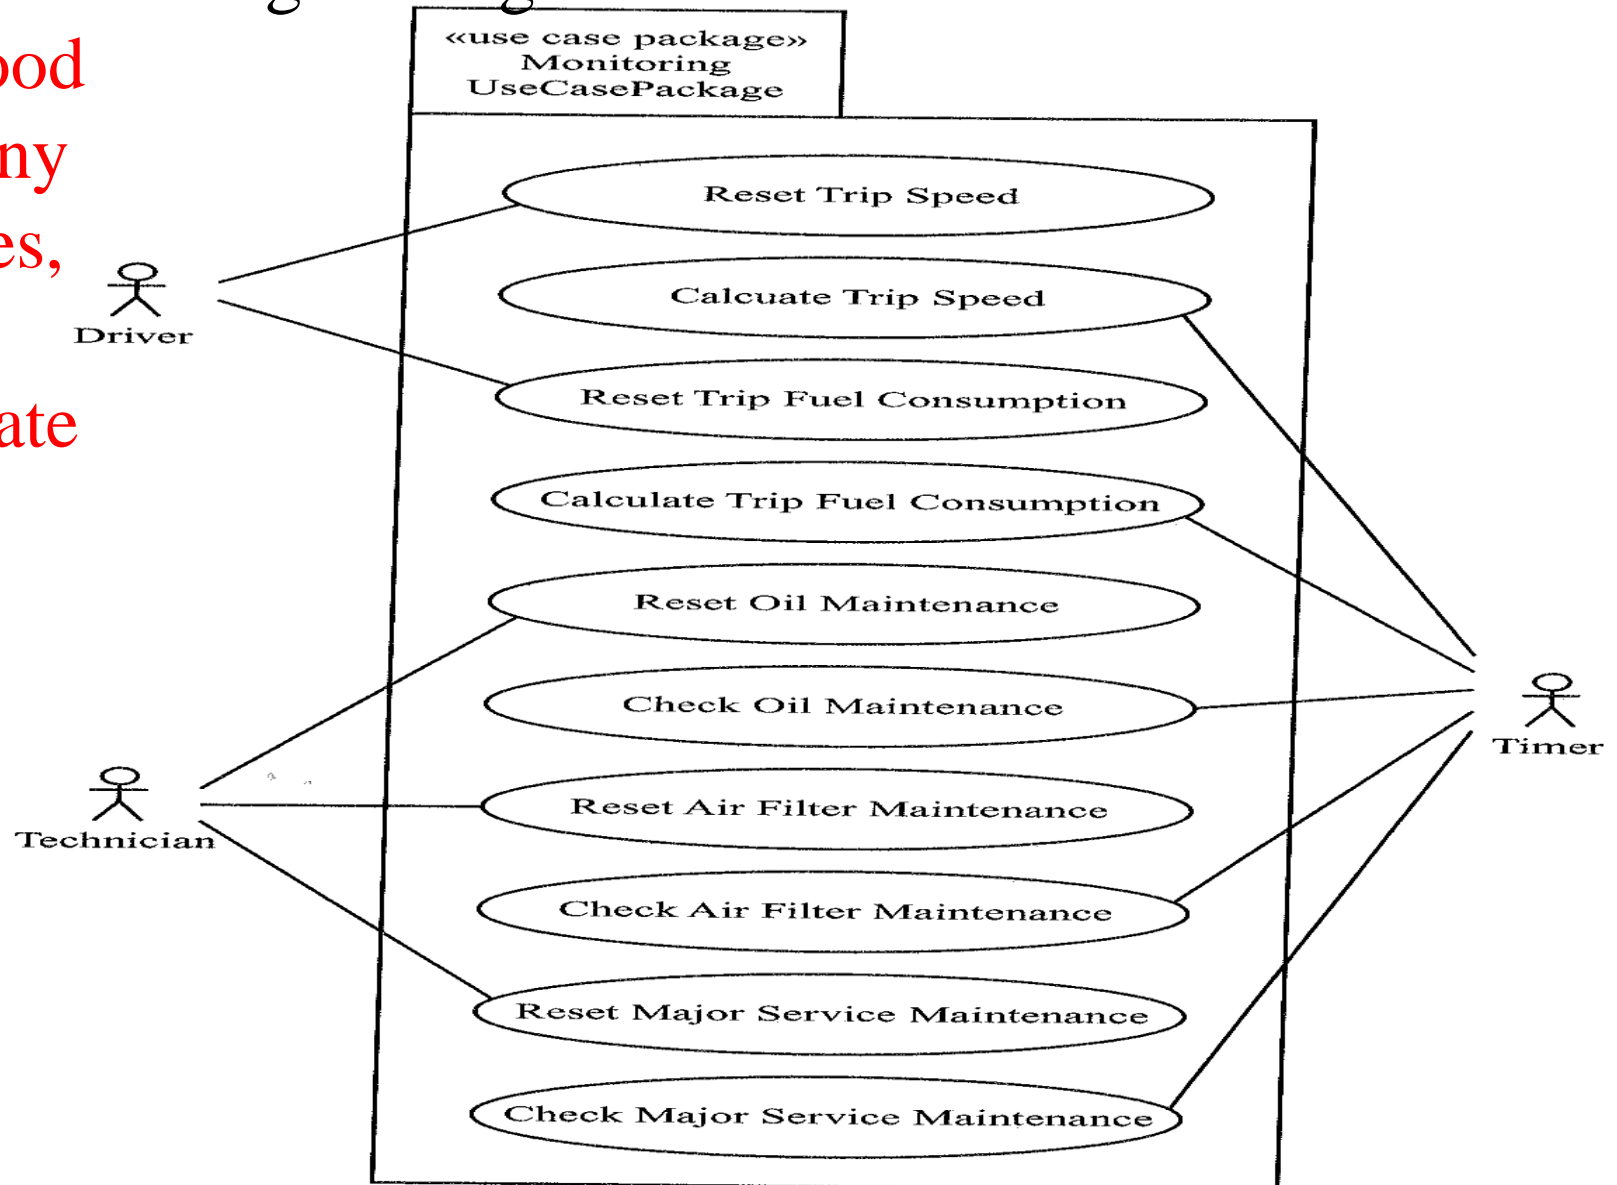 «use case package»
Monitoring
UseCasePackage
ood
ny
es,
ate
Reset Trip Speed
Calcuate Trip Speed
Driver
Reset Trip Fuel Consumption
Calculate Trip Fuel Consumption
Reset Oil Maintenance
Check Oil Maintenance
Timer
Reset Air Filter Maintenance
Technician
Check Air Filter Maintenance
Reset Major Service Maintenance
Check Major Service Maintenance